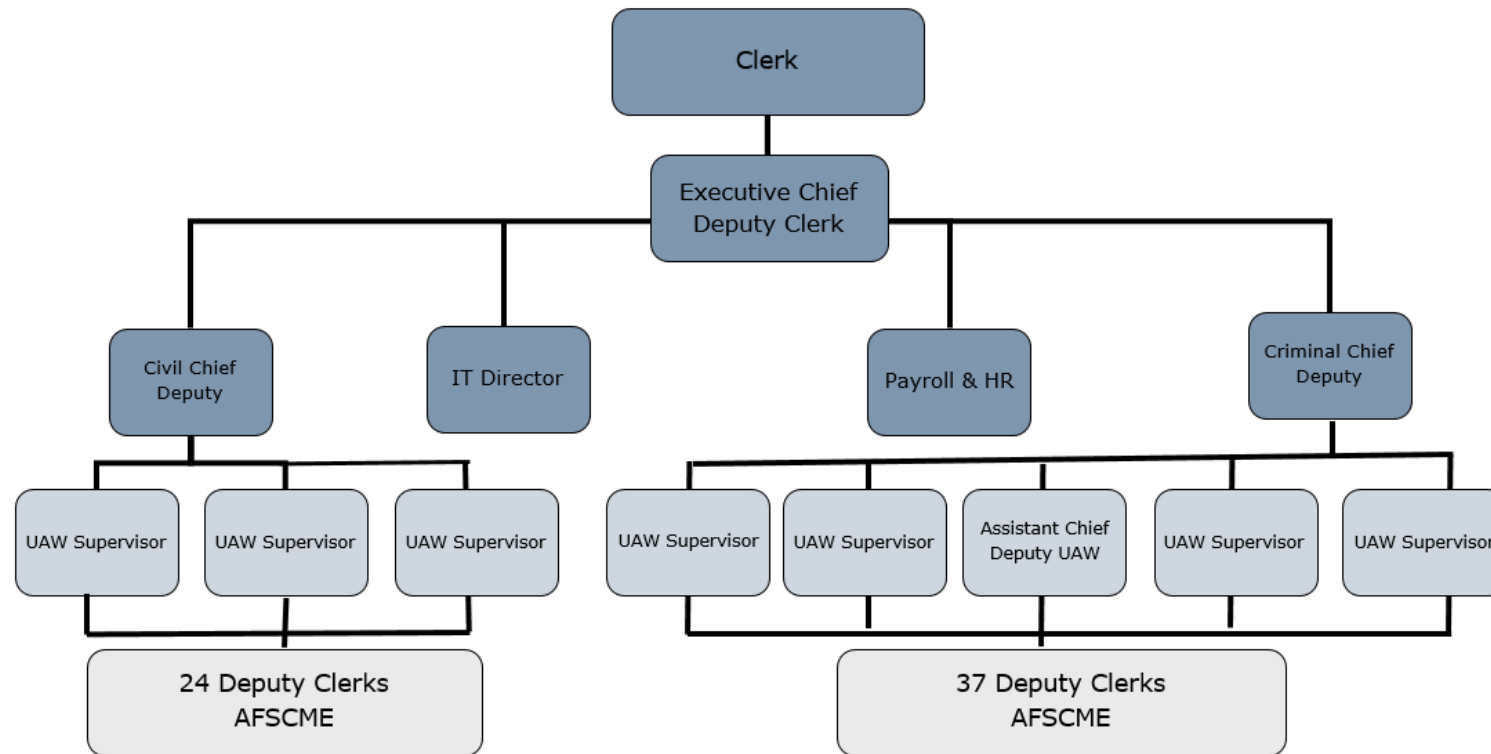 Clerk
Executive Chief
Deputy Clerk
Civil Chief
Deputy
IT Director
Payroll & HR
Criminal Chief
Deputy
UAW Supervisor
UAW Supervisor
UAW Supervisor
UAW Supervisor
UAW Supervisor
Assistant Chief
Deputy UAW
UAW Supervisor
UAW Supervisor
24 Deputy Clerks
AFSCME
37 Deputy Clerks
AFSCME